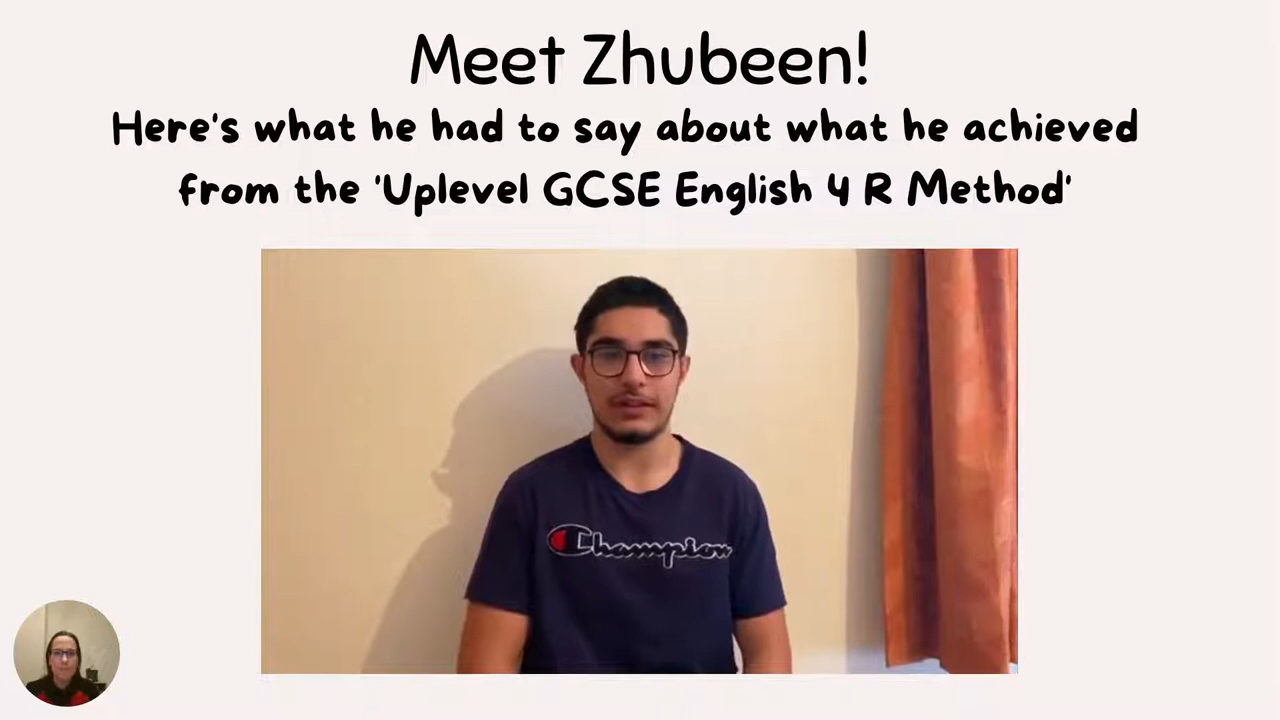 Meet Zhubeen!
Here's what he had to say about what he achieved
from the 'Uplevel GCSE English 4 R Method'
Champion